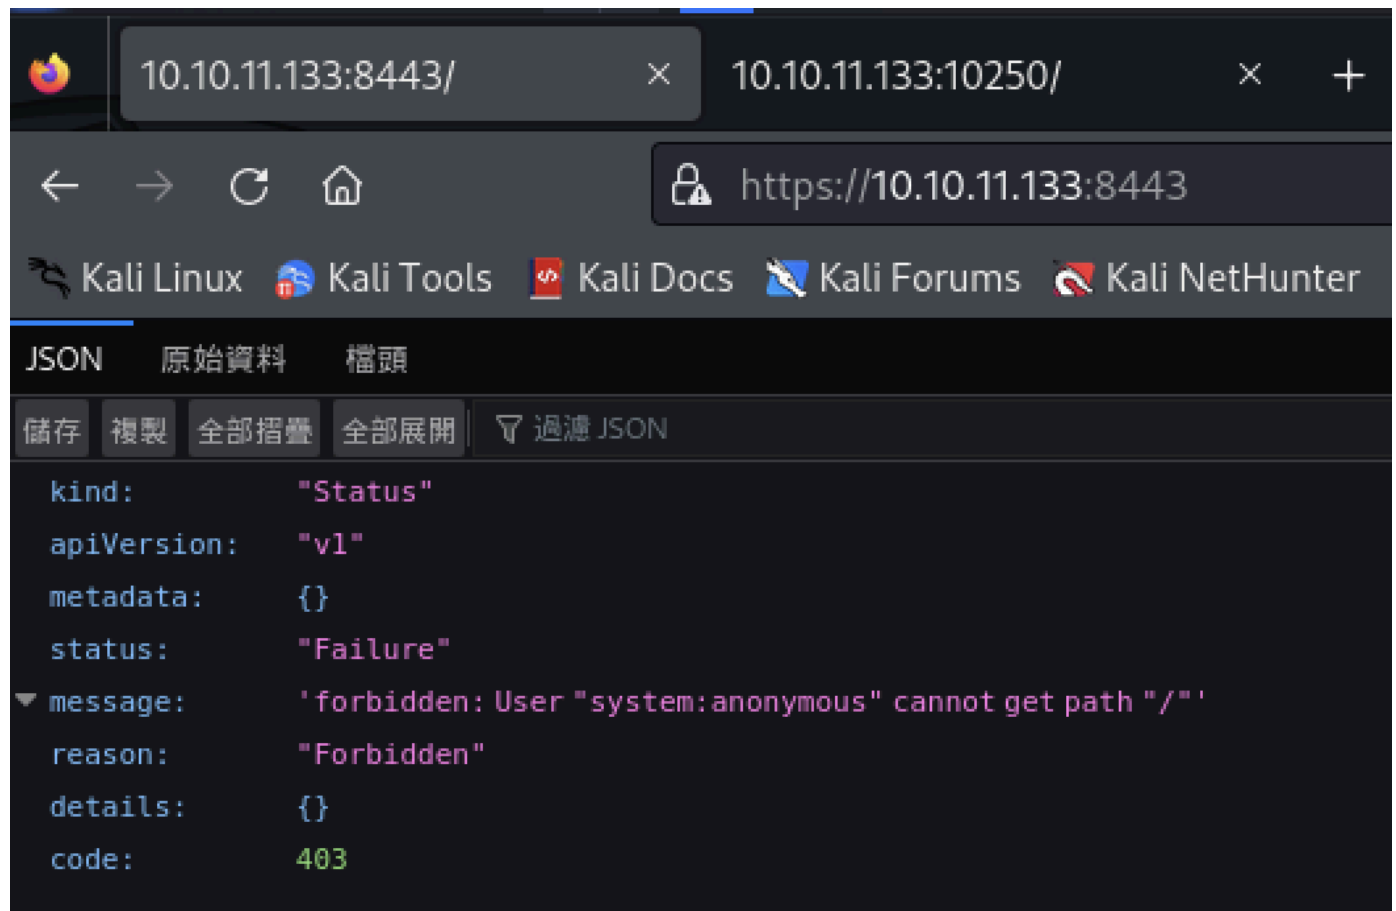 10.10.11.133:8443/ 10.10.11.133:10250/
https://10.10.11.133:8443
Kali Linux Kali Tools Kali Docs Kali Forums Kali NetHunter
JSON 原始資料 檔頭
儲存 複製 全部摺疊 全部展開 過濾 JSON
kind: "Status"
apiVersion: "v1"
metadata: {}
status: "Failure"
message: 'forbidden: User "system:anonymous" cannot get path "/"'
reason: "Forbidden"
details: {}
code: 403